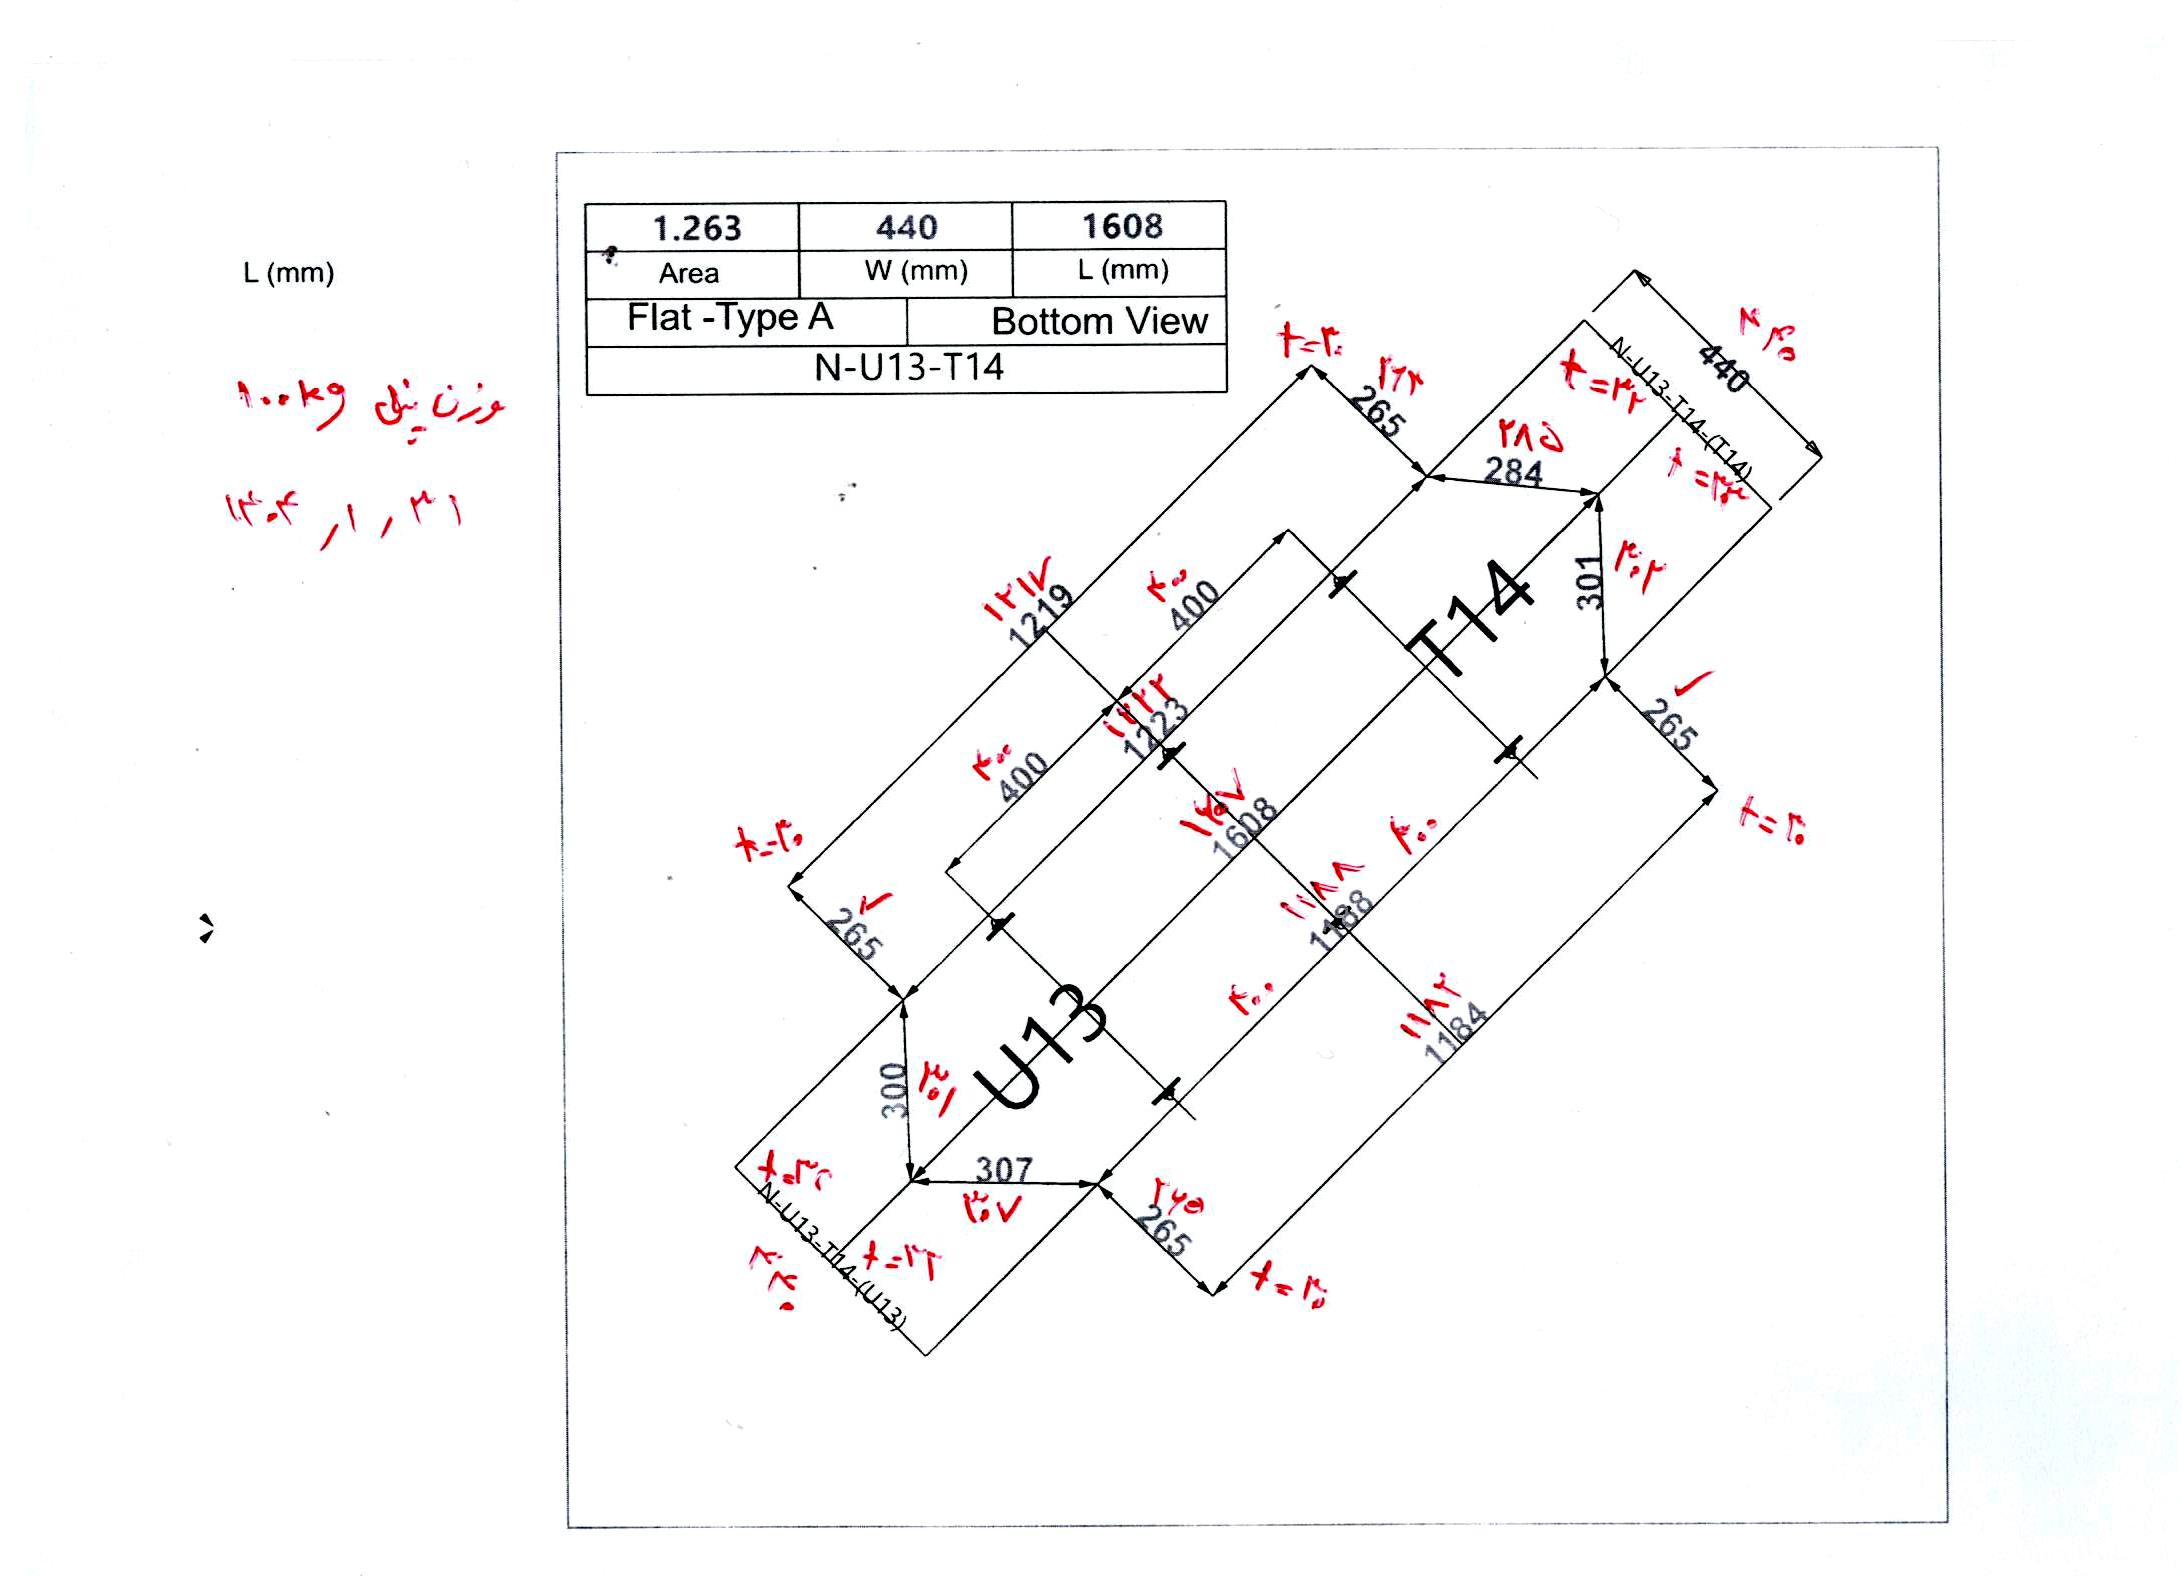 1.263 440 1608
Area W (mm) L (mm)
L (mm)
Flat -Type A Bottom View
N-U13-T14
وزن پنل ۱۰۰kg
۱۴۰۴ / ۱ / ۳۱
t=۳۰
۲۶۴
265
t=۳۲
N-U13-T14-(T14)
440
۲۸۵
284
301
۳۰۲
۱۲۱۷
1219
۴۰۰
400
T14
✓
265
t=۳۰
۱۲۲۲
1223
۴۰۰
400
۱۶۰۷
1608
۴۰۰
t=۳۰
✓
265
۱۱۸۸
1188
۴۰۰
۱۱۸۲
1184
U13
300
۳۰۱
307
۳۰۷
۲۶۵
265
t=۳۰
t=۳۲
N-U13-T14-(U13)
t=۳۲
۴۴۰